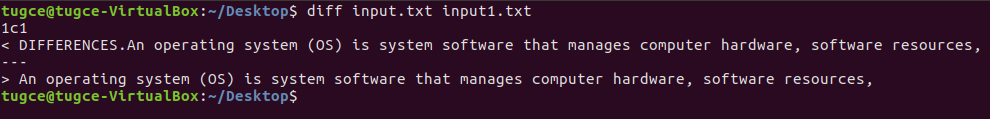 tugce@tugce-VirtualBox:~/Desktop$ diff input.txt input1.txt
1c1
< DIFFERENCES.An operating system (OS) is system software that manages computer hardware, software resources,
---
> An operating system (OS) is system software that manages computer hardware, software resources,
tugce@tugce-VirtualBox:~/Desktop$